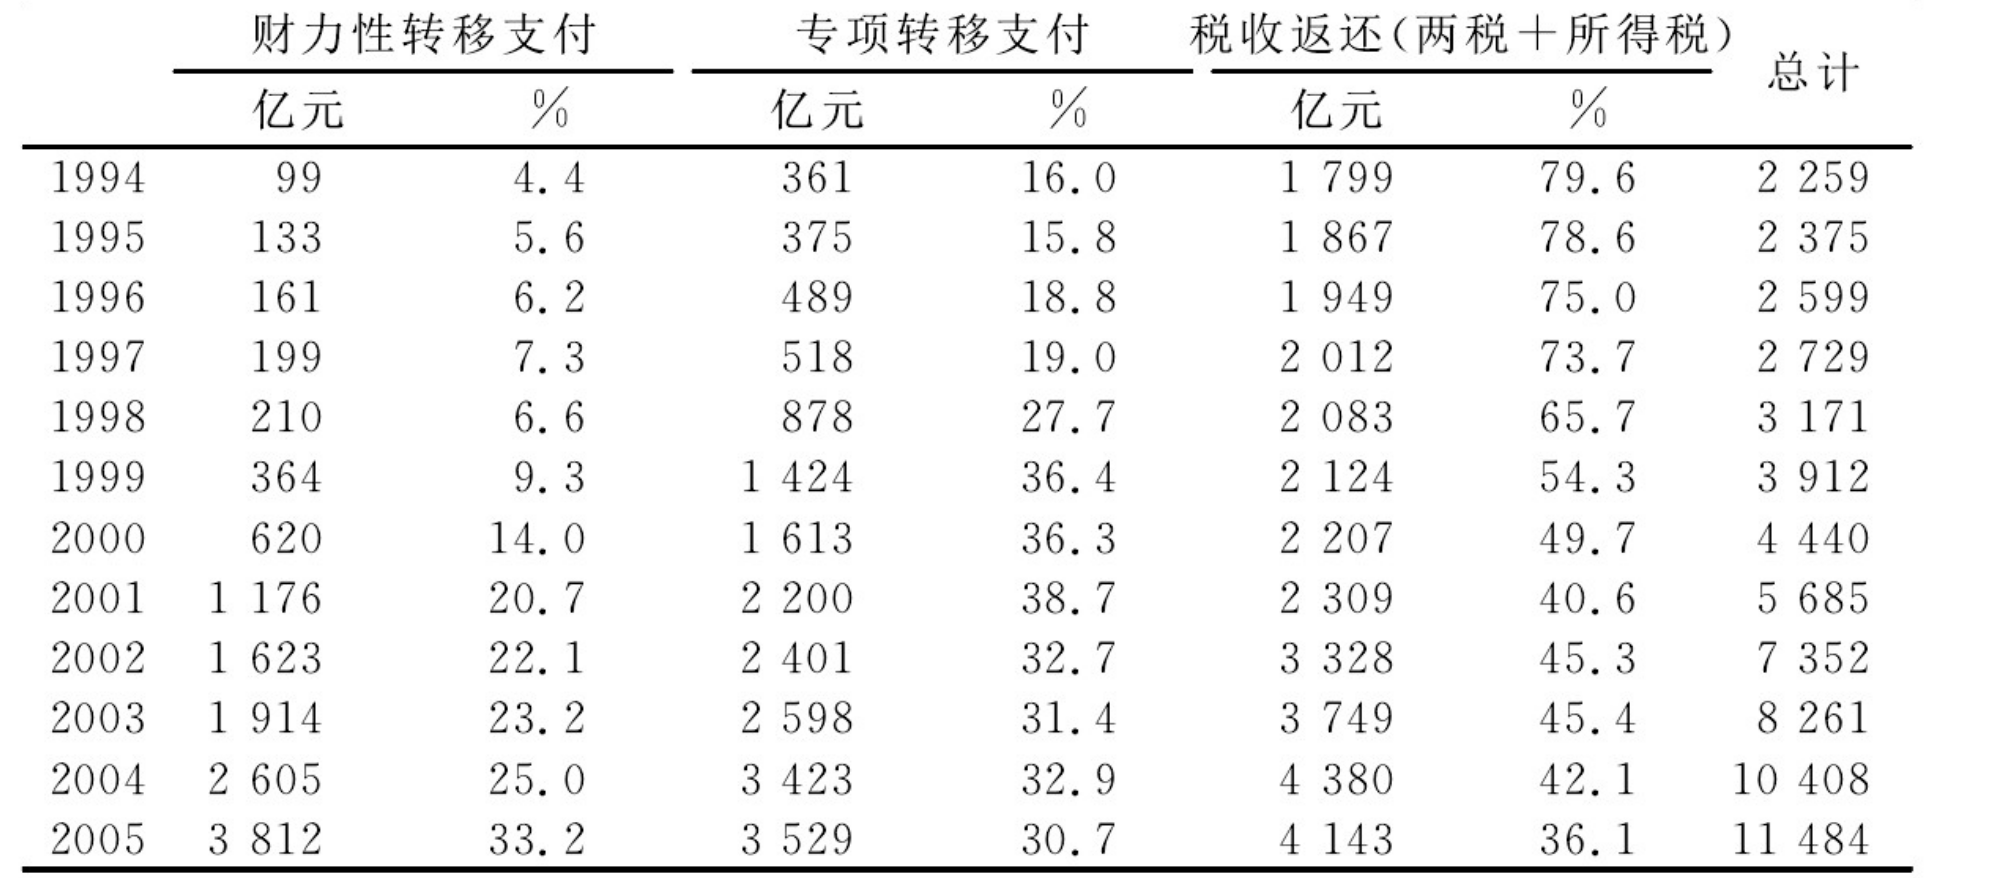 财力性转移支付 专项转移支付 税收返还(两税＋所得税) 总计
亿元 % 亿元 % 亿元 %
1994 99 4.4 361 16.0 1 799 79.6 2 259
1995 133 5.6 375 15.8 1 867 78.6 2 375
1996 161 6.2 489 18.8 1 949 75.0 2 599
1997 199 7.3 518 19.0 2 012 73.7 2 729
1998 210 6.6 878 27.7 2 083 65.7 3 171
1999 364 9.3 1 424 36.4 2 124 54.3 3 912
2000 620 14.0 1 613 36.3 2 207 49.7 4 440
2001 1 176 20.7 2 200 38.7 2 309 40.6 5 685
2002 1 623 22.1 2 401 32.7 3 328 45.3 7 352
2003 1 914 23.2 2 598 31.4 3 749 45.4 8 261
2004 2 605 25.0 3 423 32.9 4 380 42.1 10 408
2005 3 812 33.2 3 529 30.7 4 143 36.1 11 484